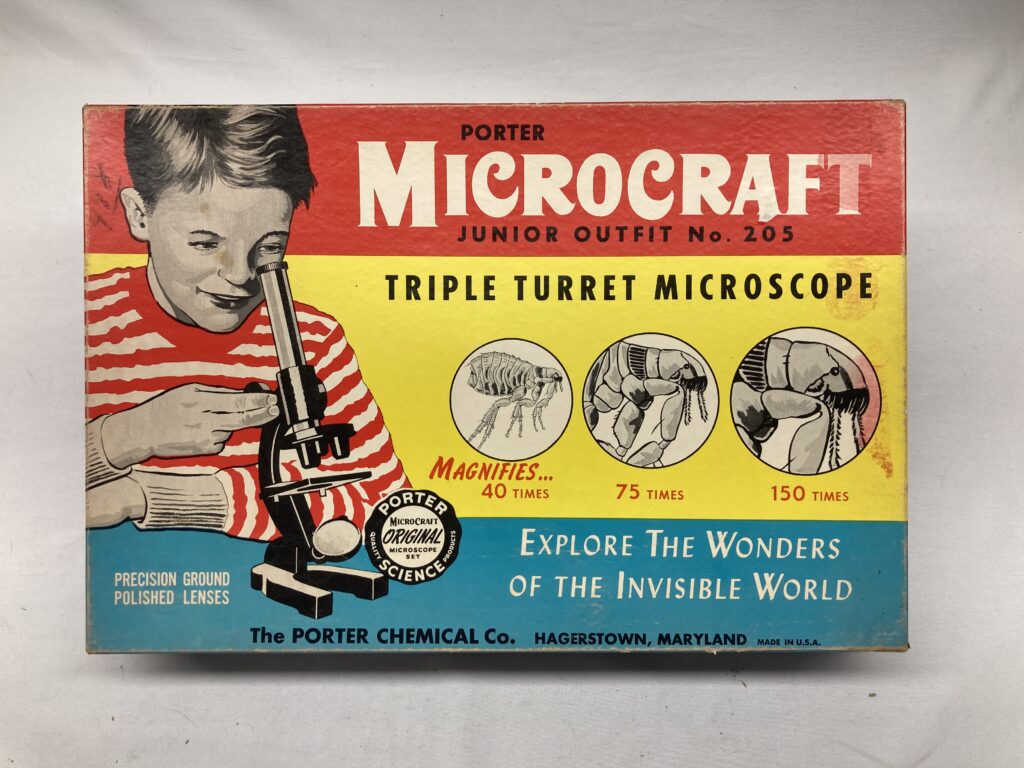 PORTER
MICROCRAFT
JUNIOR OUTFIT No. 205
TRIPLE TURRET MICROSCOPE
MAGNIFIES...
40 TIMES
75 TIMES
150 TIMES
PORTER
MICROCRAFT
ORIGINAL
MICROSCOPE
SET
QUALITY
PRODUCTS
SCIENCE
EXPLORE THE WONDERS
OF THE INVISIBLE WORLD
PRECISION GROUND
POLISHED LENSES
The PORTER CHEMICAL Co. HAGERSTOWN, MARYLAND MADE IN U.S.A.